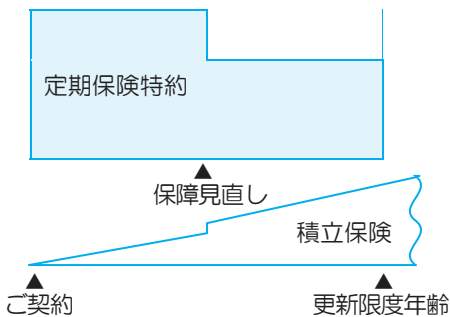 定期保険特約
▲
保障見直し
積立保険
▲
ご契約
▲
更新限度年齢